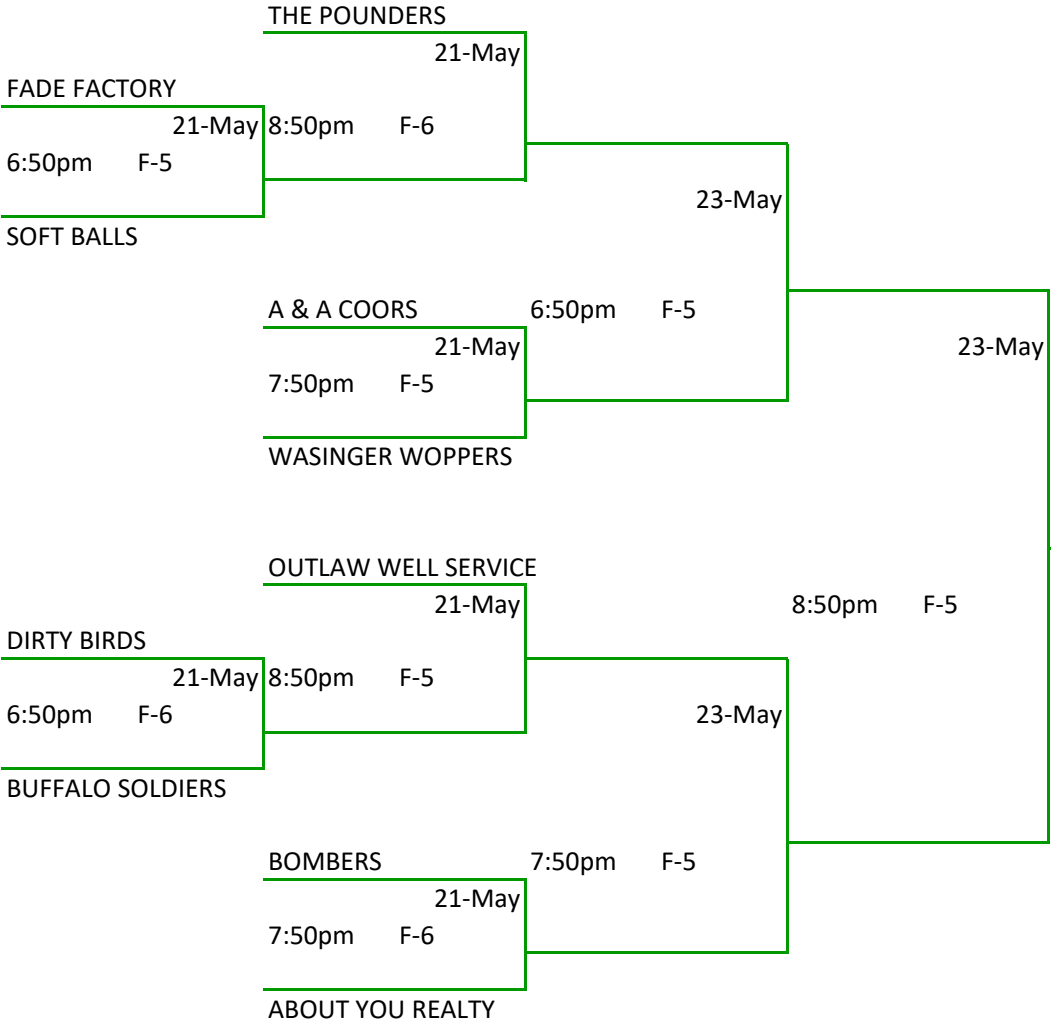 THE POUNDERS
21-May
FADE FACTORY
21-May 8:50pm F-6
6:50pm F-5
23-May
SOFT BALLS
A & A COORS 6:50pm F-5
21-May 23-May
7:50pm F-5
WASINGER WOPPERS
OUTLAW WELL SERVICE
21-May 8:50pm F-5
DIRTY BIRDS
21-May 8:50pm F-5
6:50pm F-6 23-May
BUFFALO SOLDIERS
BOMBERS 7:50pm F-5
21-May
7:50pm F-6
ABOUT YOU REALTY